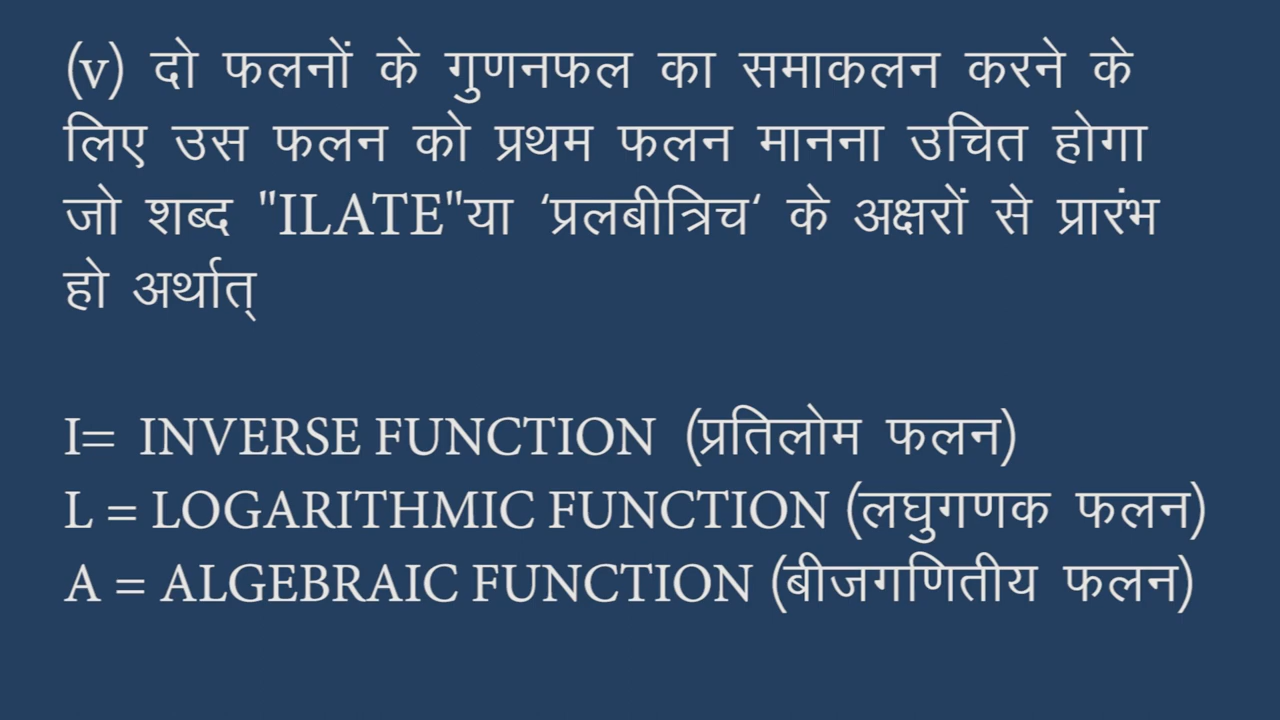 (v) दो फलनों के गुणनफल का समाकलन करने के
लिए उस फलन को प्रथम फलन मानना उचित होगा
जो शब्द "ILATE"या ‘प्रलबीत्रिच‘ के अक्षरों से प्रारंभ
हो अर्थात्
I= INVERSE FUNCTION (प्रतिलोम फलन)
L = LOGARITHMIC FUNCTION (लघुगणक फलन)
A = ALGEBRAIC FUNCTION (बीजगणितीय फलन)